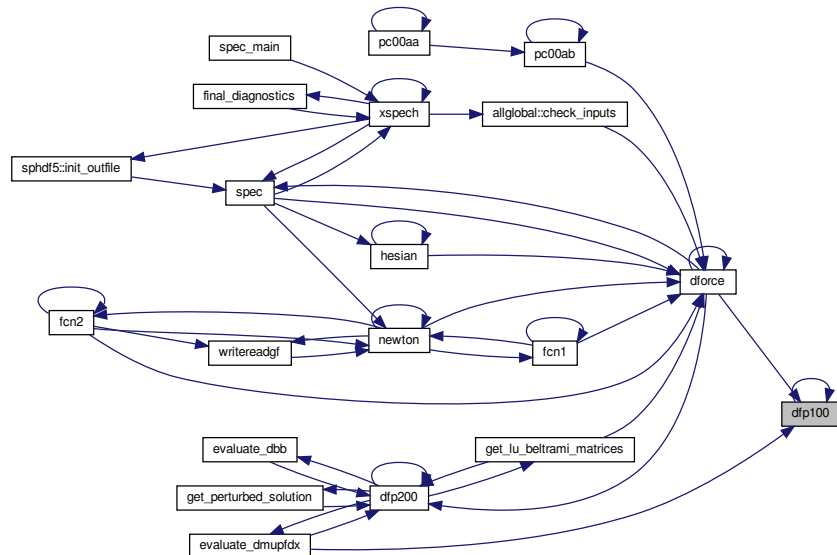 pc00aa
spec_main
pc00ab
final_diagnostics
xspech
allglobal::check_inputs
sphdf5::init_outfile
spec
hesian
dforce
fcn2
newton
writereadgf
fcn1
dfp100
evaluate_dbb
get_lu_beltrami_matrices
dfp200
get_perturbed_solution
evaluate_dmupfdx